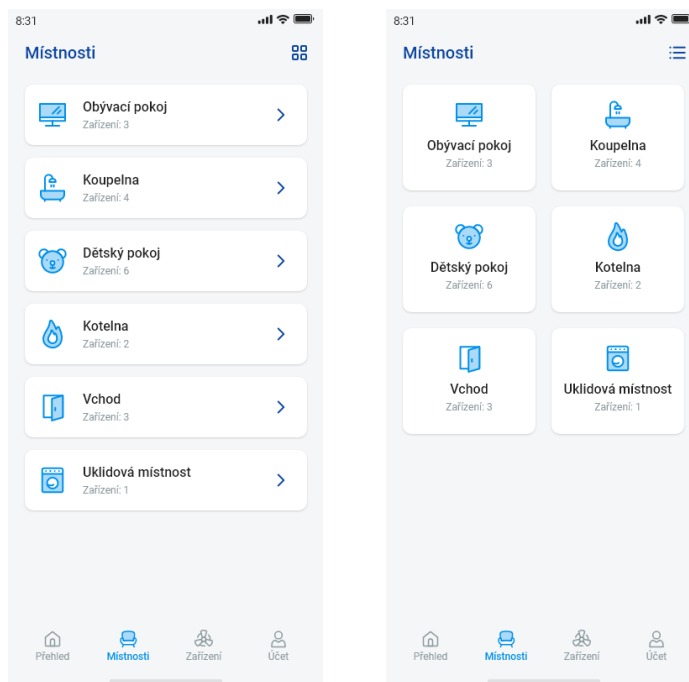 8:31
Místnosti
Obývací pokoj
Zařízení: 3
Koupelna
Zařízení: 4
Dětský pokoj
Zařízení: 6
Kotelna
Zařízení: 2
Vchod
Zařízení: 3
Uklidová místnost
Zařízení: 1
Přehled Místnosti Zařízení Účet
8:31
Místnosti
Obývací pokoj Koupelna
Zařízení: 3 Zařízení: 4
Dětský pokoj Kotelna
Zařízení: 6 Zařízení: 2
Vchod Uklidová místnost
Zařízení: 3 Zařízení: 1
Přehled Místnosti Zařízení Účet